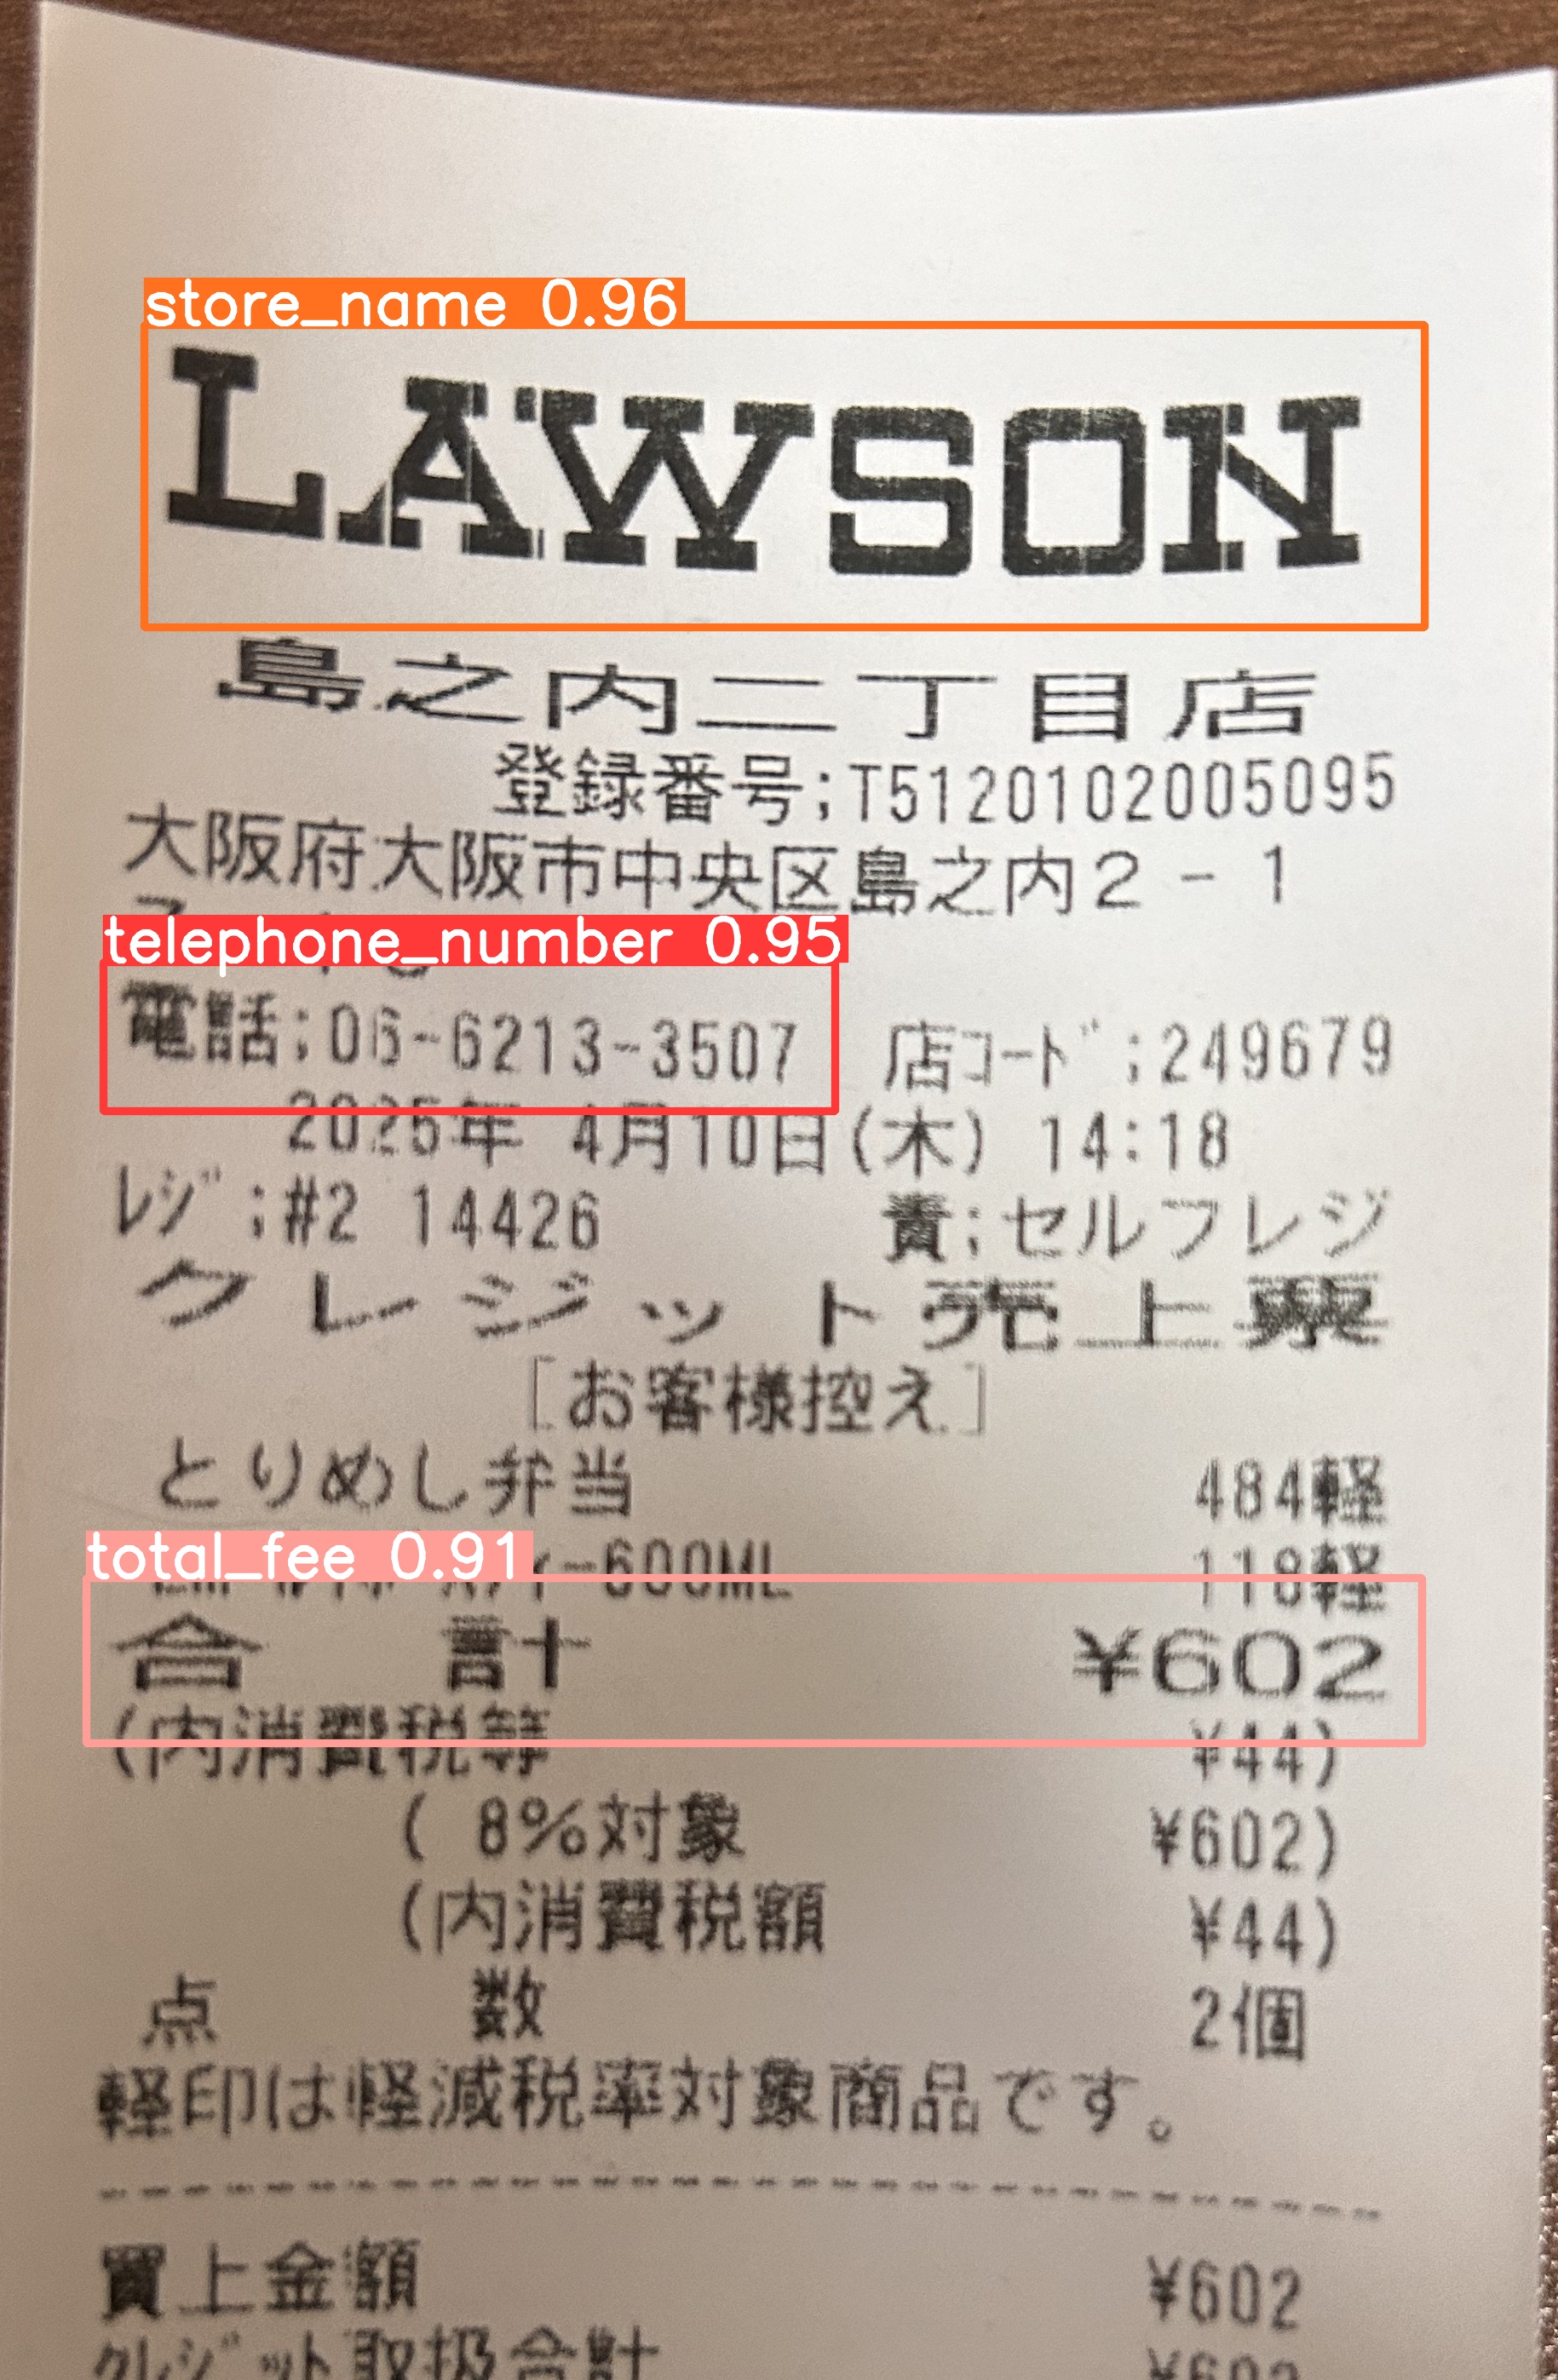 store_name 0.96
LAWSON
島之内二丁目店
登録番号;T5120102005095
大阪府大阪市中央区島之内2-1
telephone_number 0.95
電話;06-6213-3507 店コード;249679
2025年 4月10日(木) 14:18
レジ;#2 14426 責;セルフレジ
クレジット売上票
[お客様控え]
とりめし弁当 484軽
total_fee 0.91
-600ML 118軽
合 計 ¥602
(内消費税等 ¥44)
( 8%対象 ¥602)
(内消費税額 ¥44)
点 数 2個
軽印は軽減税率対象商品です。
買上金額 ¥602
クレジット取扱合計 ¥602